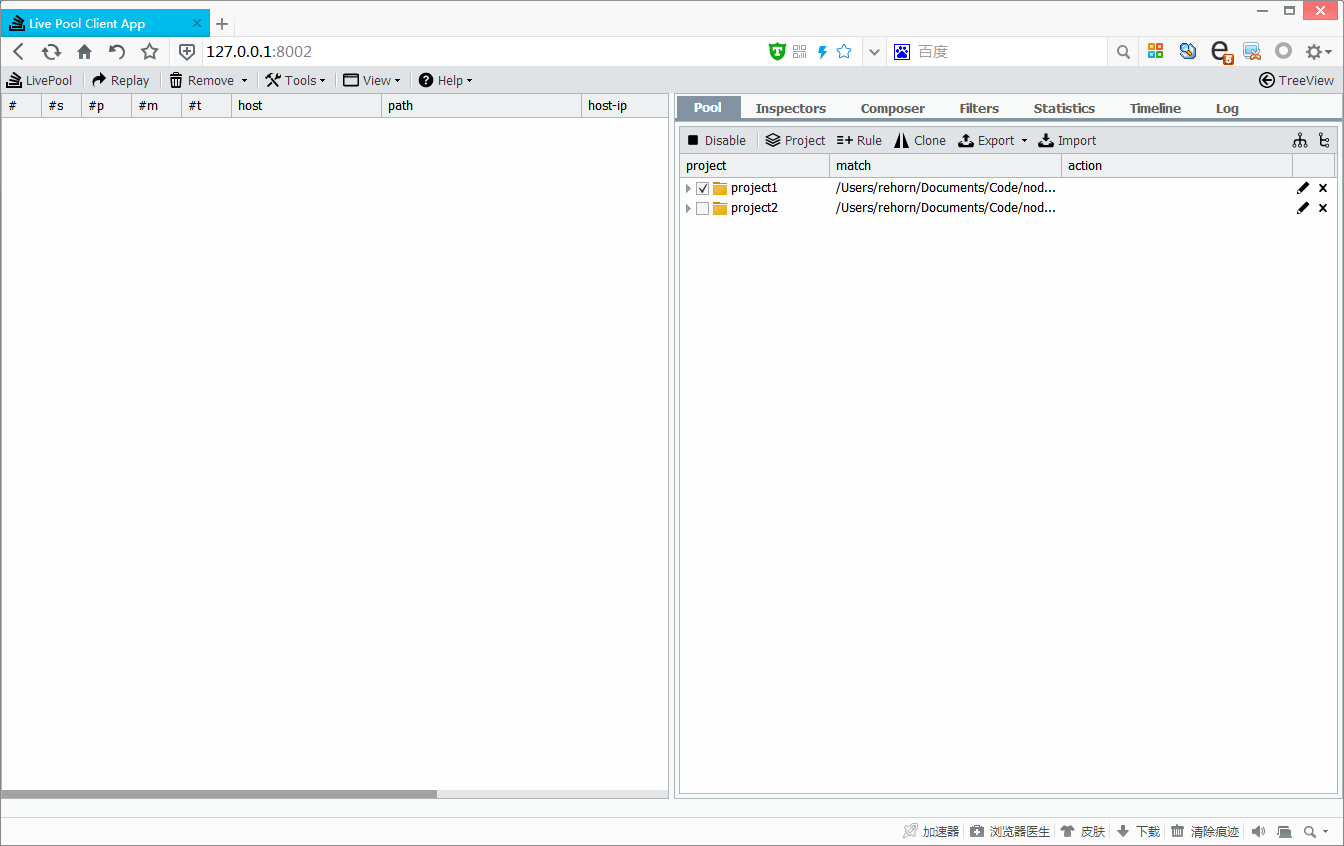 Live Pool Client App
127.0.0.1:8002
百度
5
LivePool Replay Remove Tools View Help TreeView
# #s #p #m #t host path host-ip
Pool Inspectors Composer Filters Statistics Timeline Log
Disable Project Rule Clone Export Import
project match action
project1 /Users/rehorn/Documents/Code/nod...
project2 /Users/rehorn/Documents/Code/nod...
加速器 浏览器医生 皮肤 下载 清除痕迹